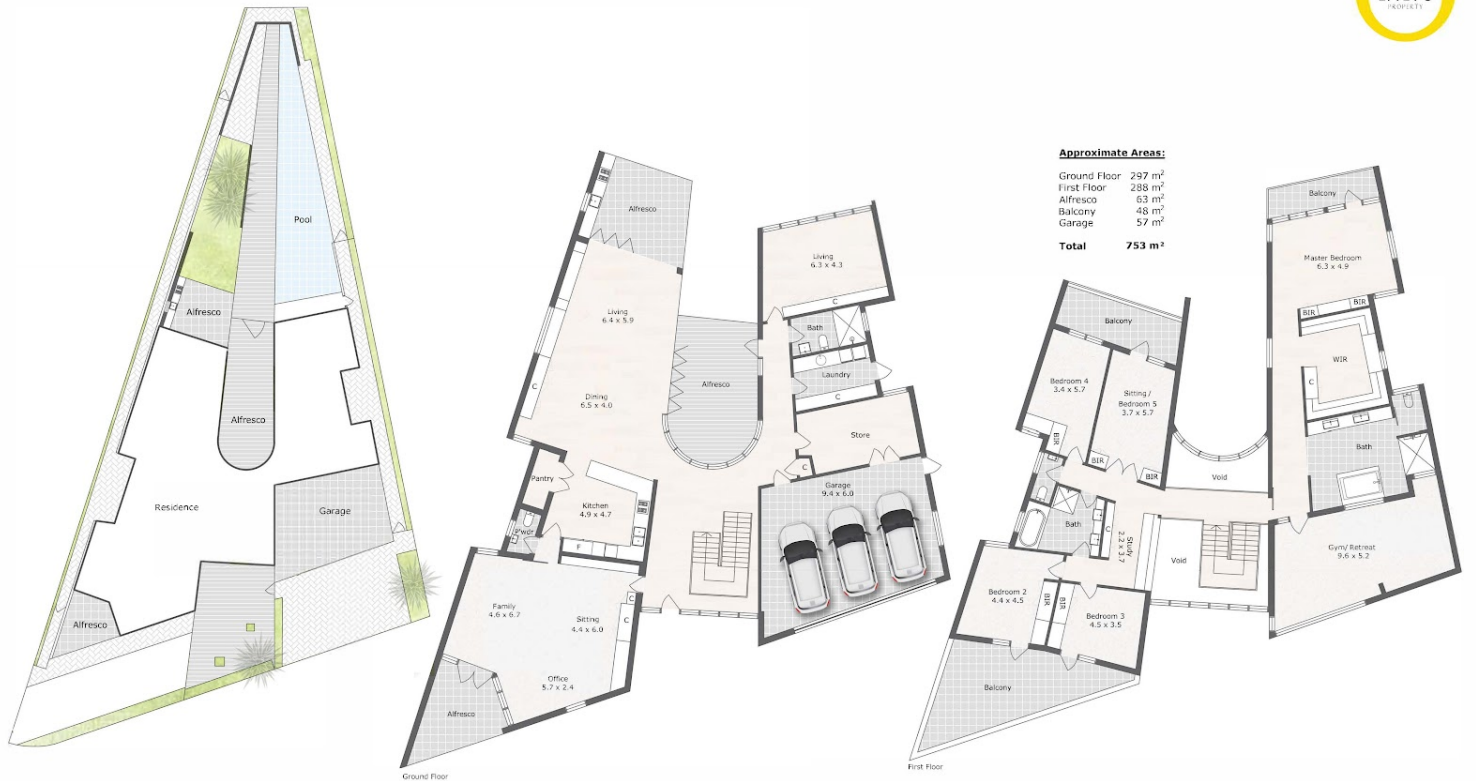 PROPERTY
Pool
Alfresco
Alfresco
Residence
Garage
Alfresco
Alfresco
Living
6.4 x 5.9
Dining
6.5 x 4.0
Alfresco
Living
6.3 x 4.3
C
Bath
Laundry
C
Store
C
C
Pantry
Kitchen
4.9 x 4.7
P'wdr
F
Garage
9.4 x 6.0
Family
4.6 x 6.7
Sitting
4.4 x 6.0
C
C
Office
5.7 x 2.4
Alfresco
Ground Floor
Approximate Areas:
Ground Floor 297 m²
First Floor 288 m²
Alfresco 63 m²
Balcony 48 m²
Garage 57 m²
Total 753 m²
Balcony
Master Bedroom
6.3 x 4.9
BIR
BIR
WIR
C
Bath
Gym/ Retreat
9.6 x 5.2
Balcony
Bedroom 4
3.4 x 5.7
Sitting/
Bedroom 5
3.7 x 5.7
BIR
BIR
BIR
Void
Bath
C
Study
2.2 x 3.7
Void
Bedroom 2
4.4 x 4.5
BIR
BIR
Bedroom 3
4.5 x 3.5
Balcony
First Floor